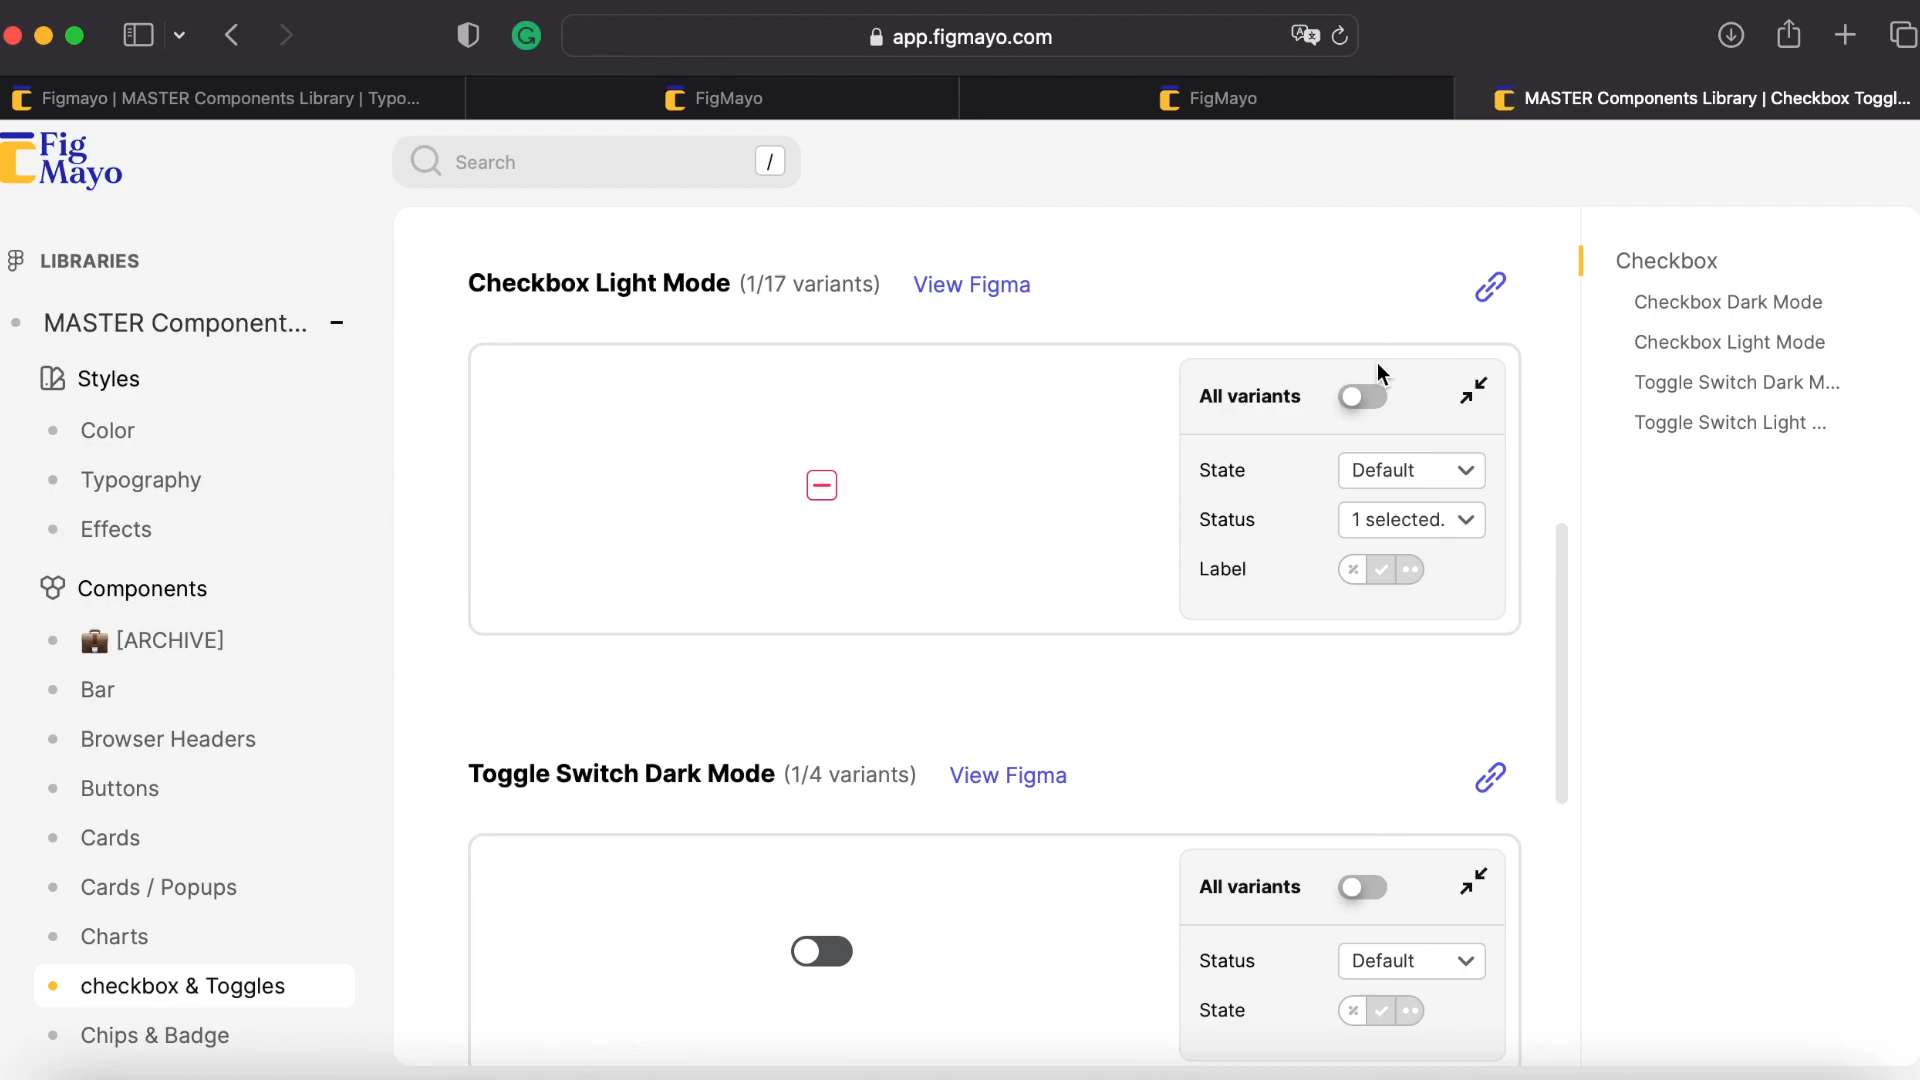 app.figmayo.com
Figmayo | MASTER Components Library | Typo...
FigMayo
FigMayo
MASTER Components Library | Checkbox Toggl...
Fig
Mayo
Search
/
LIBRARIES
MASTER Component...
Styles
Color
Typography
Effects
Components
[ARCHIVE]
Bar
Browser Headers
Buttons
Cards
Cards / Popups
Charts
checkbox & Toggles
Chips & Badge
Checkbox Light Mode (1/17 variants) View Figma
All variants
State Default
Status 1 selected.
Label
Toggle Switch Dark Mode (1/4 variants) View Figma
All variants
Status Default
State
Checkbox
Checkbox Dark Mode
Checkbox Light Mode
Toggle Switch Dark M...
Toggle Switch Light ...